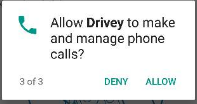 Allow Drivey to make
and manage phone
calls?
3 of 3 DENY ALLOW